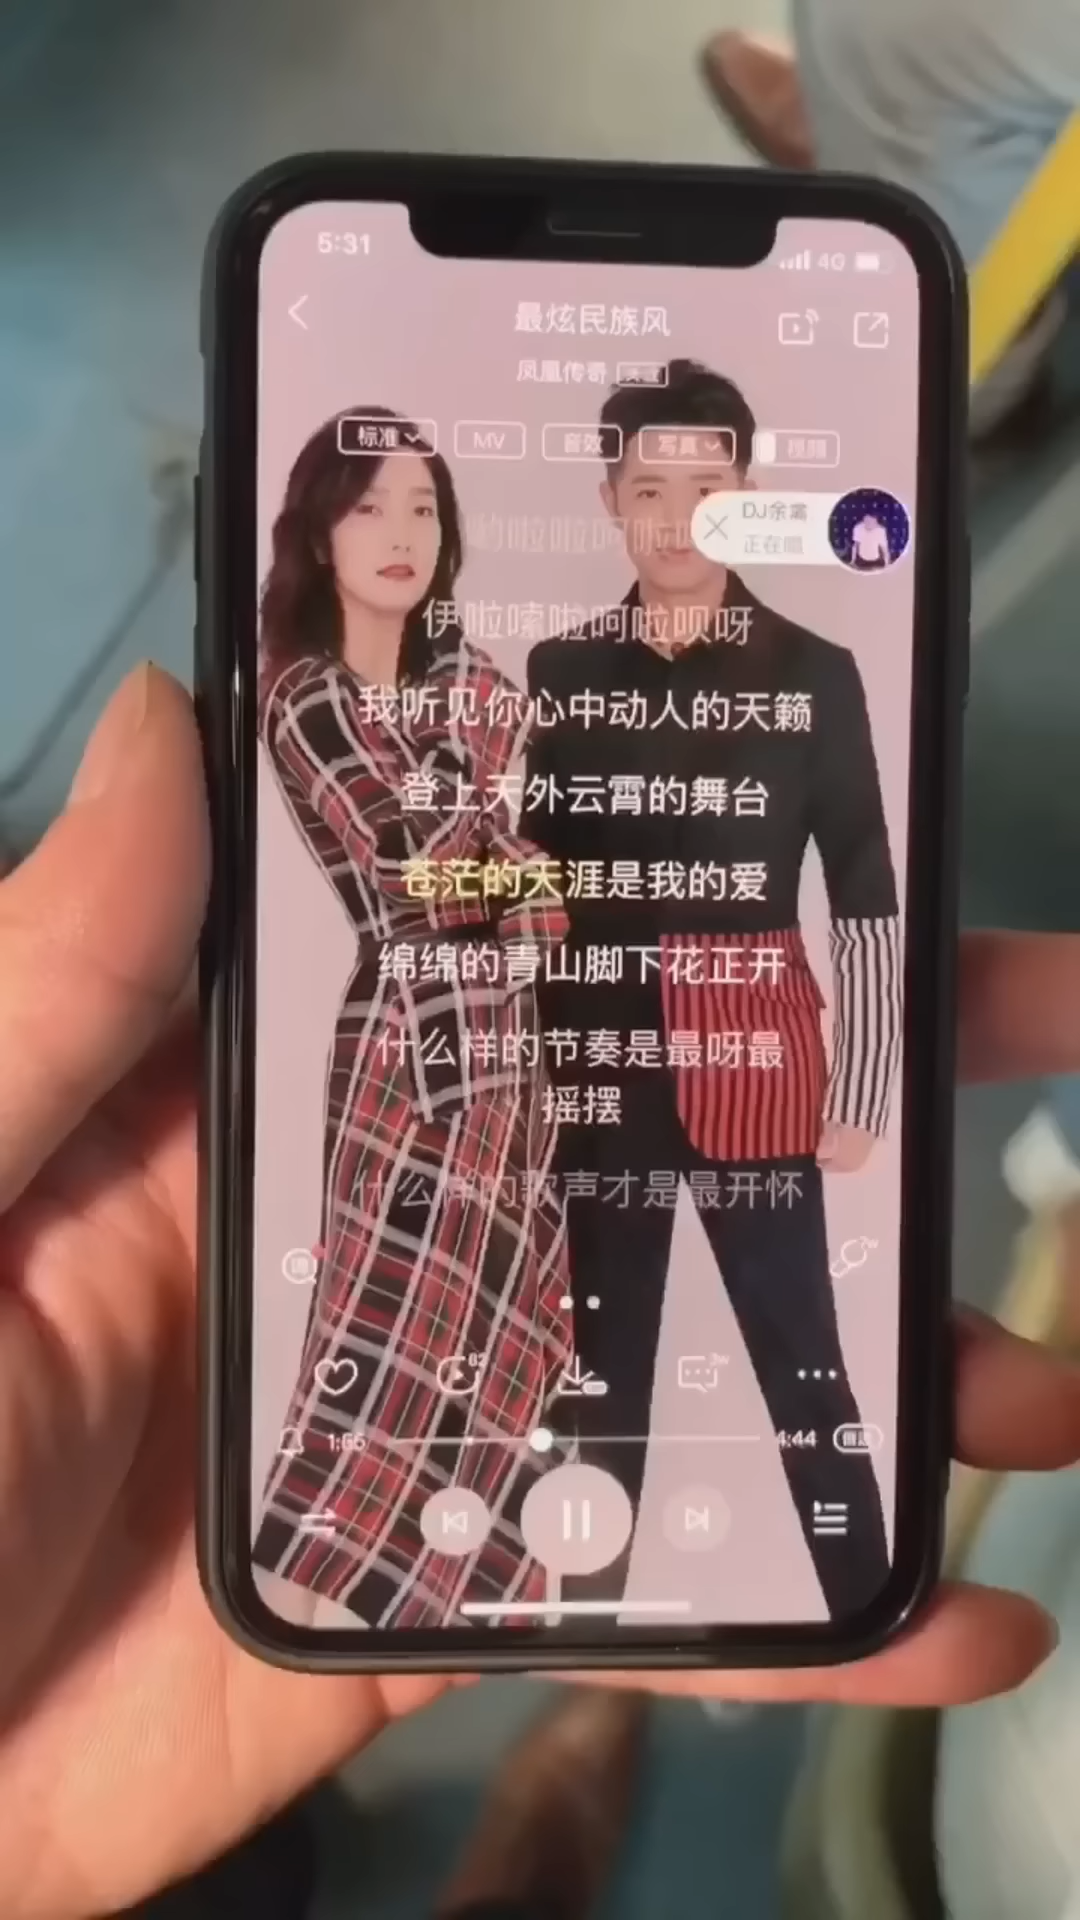 5:31
4G
最炫民族风
凤凰传奇
标准
MV
音效
写真
视频
DJ余霜
正在唱
伊啦嗦啦呵啦呗呀
我听见你心中动人的天籁
登上天外云霄的舞台
苍茫的天涯是我的爱
绵绵的青山脚下花正开
什么样的节奏是最呀最
摇摆
什么样的歌声才是最开怀
1:55
4:44